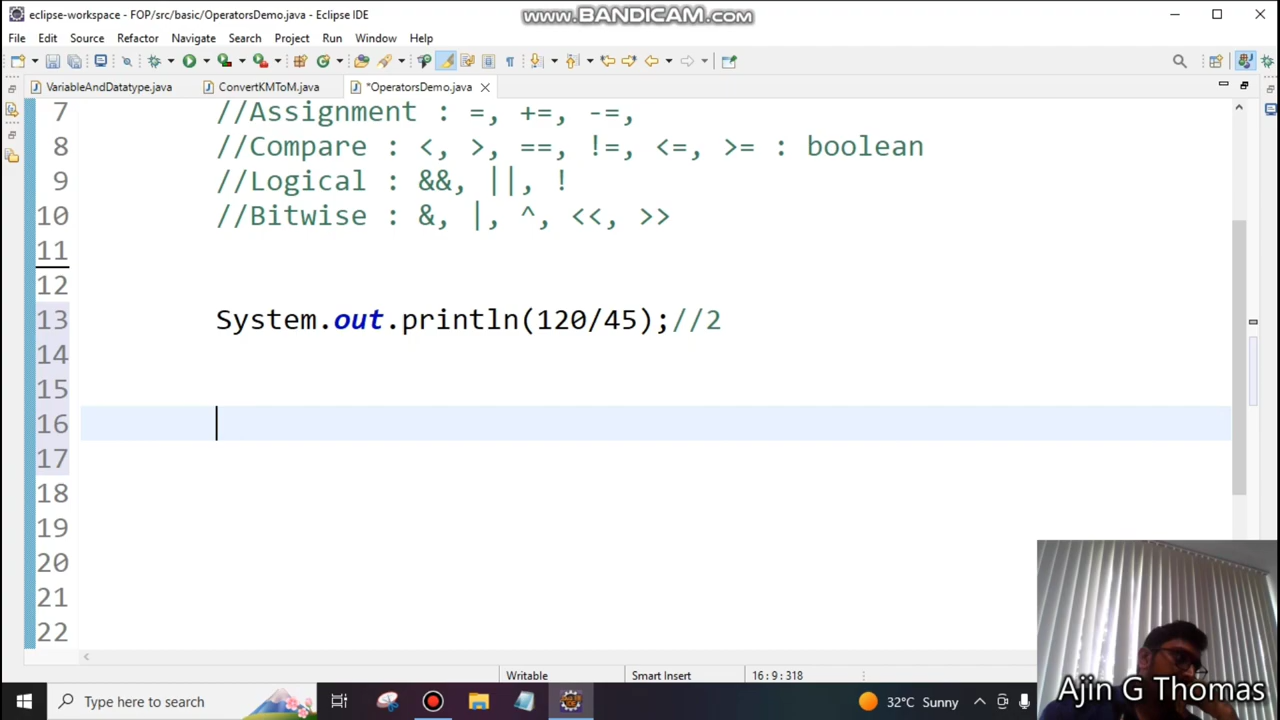 eclipse-workspace - FOP/src/basic/OperatorsDemo.java - Eclipse IDE
www.BANDICAM.com
File Edit Source Refactor Navigate Search Project Run Window Help
VariableAndDatatype.java ConvertKMToM.java *OperatorsDemo.java
7 //Assignment : =, +=, -=,
8 //Compare : <, >, ==, !=, <=, >= : boolean
9 //Logical : &&, ||, !
10 //Bitwise : &, |, ^, <<, >>
11
12
13 System.out.println(120/45);//2
14
15
16
17
18
19
20
21
22
Writable Smart Insert 16 : 9 : 318
Ajin G Thomas
Type here to search 32°C Sunny